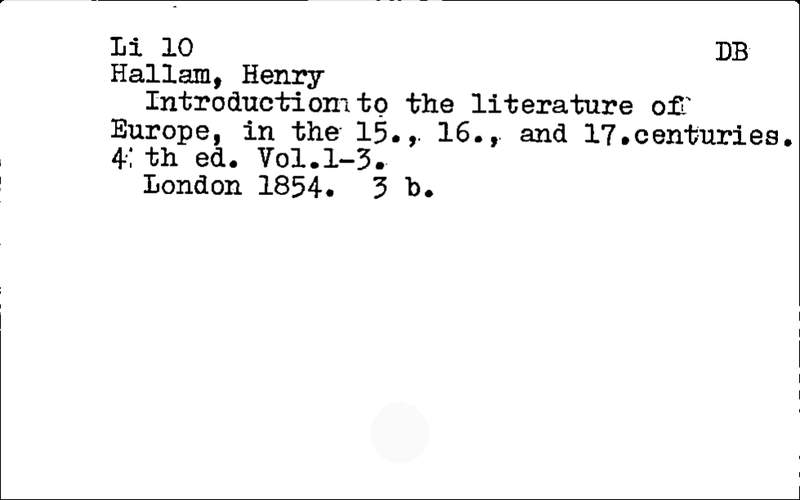 Li 10 DB
Hallam, Henry
Introduction to the literature of
Europe, in the 15., 16., and 17.centuries.
4. th ed. Vol.1-3.
London 1854. 3 b.